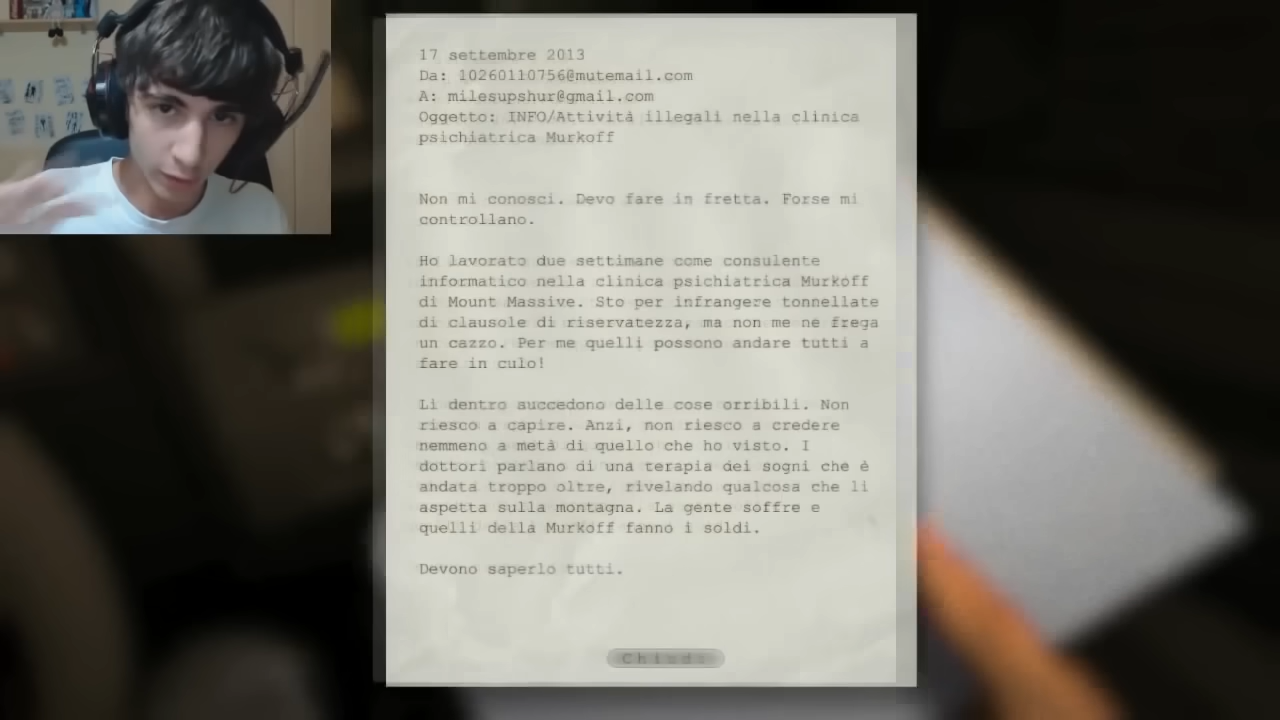 17 settembre 2013
Da: 10260110756@mutemail.com
A: milesupshur@gmail.com
Oggetto: INFO/Attività illegali nella clinica
psichiatrica Murkoff
Non mi conosci. Devo fare in fretta. Forse mi
controllano.
Ho lavorato due settimane come consulente
informatico nella clinica psichiatrica Murkoff
di Mount Massive. Sto per infrangere tonnellate
di clausole di riservatezza, ma non me ne frega
un cazzo. Per me quelli possono andare tutti a
fare in culo!
Lì dentro succedono delle cose orribili. Non
riesco a capire. Anzi, non riesco a credere
nemmeno a metà di quello che ho visto. I
dottori parlano di una terapia dei sogni che è
andata troppo oltre, rivelando qualcosa che li
aspetta sulla montagna. La gente soffre e
quelli della Murkoff fanno i soldi.
Devono saperlo tutti.
Chiudi